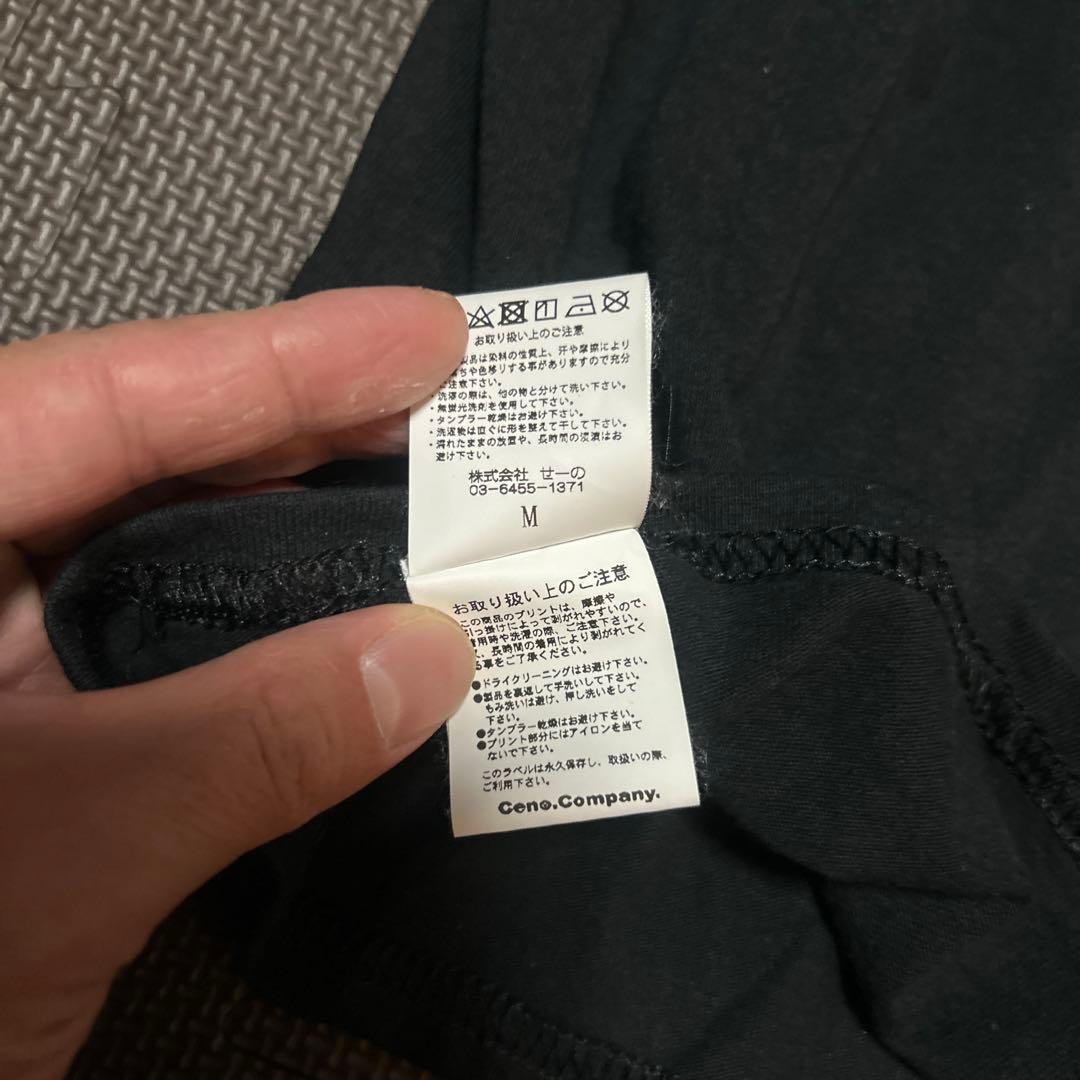 お取り扱い上のご注意
製品は染料の性質上、汗や摩擦により
ちや色移りする事がありますので充分
ご注意下さい。
・洗濯の際は、他の物と分けて洗い下さい。
・無蛍光洗剤を使用して下さい。
・タンブラー乾燥はお避け下さい。
・洗濯後は直ぐに形を整えて干して下さい。
・濡れたままの放置や、長時間の浸漬はお
避け下さい。
株式会社 せーの
03-6455-1371
M
お取り扱い上のご注意
この商品のプリントは、摩擦や
引っ掛けによって剥がれやすいので、
着用時や洗濯の際、ご注意下さい。
又、長時間の着用により剥がれてく
る事をご了承ください。
●ドライクリーニングはお避け下さい。
●製品を裏返して手洗いして下さい。
もみ洗いは避け、押し洗いをして
下さい。
●タンブラー乾燥はお避け下さい。
●プリント部分にはアイロンを当て
ないで下さい。
このラベルは永久保存し、取扱いの際、
ご利用下さい。
Ceno.Company.